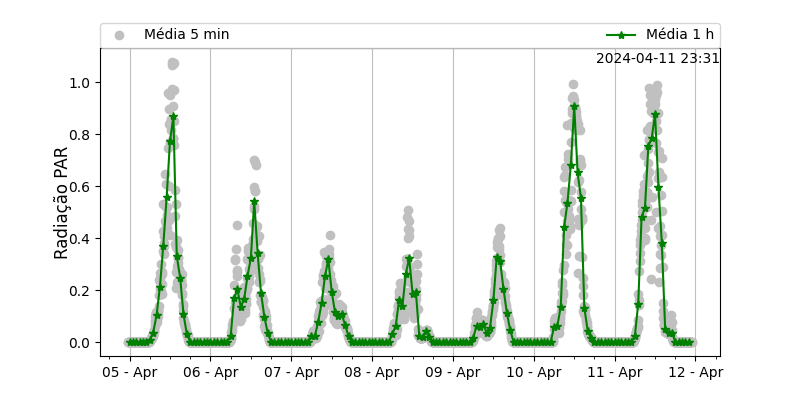 Média 5 min
Média 1 h
2024-04-11 23:31
Radiação PAR
1.0
0.8
0.6
0.4
0.2
0.0
05 - Apr
06 - Apr
07 - Apr
08 - Apr
09 - Apr
10 - Apr
11 - Apr
12 - Apr